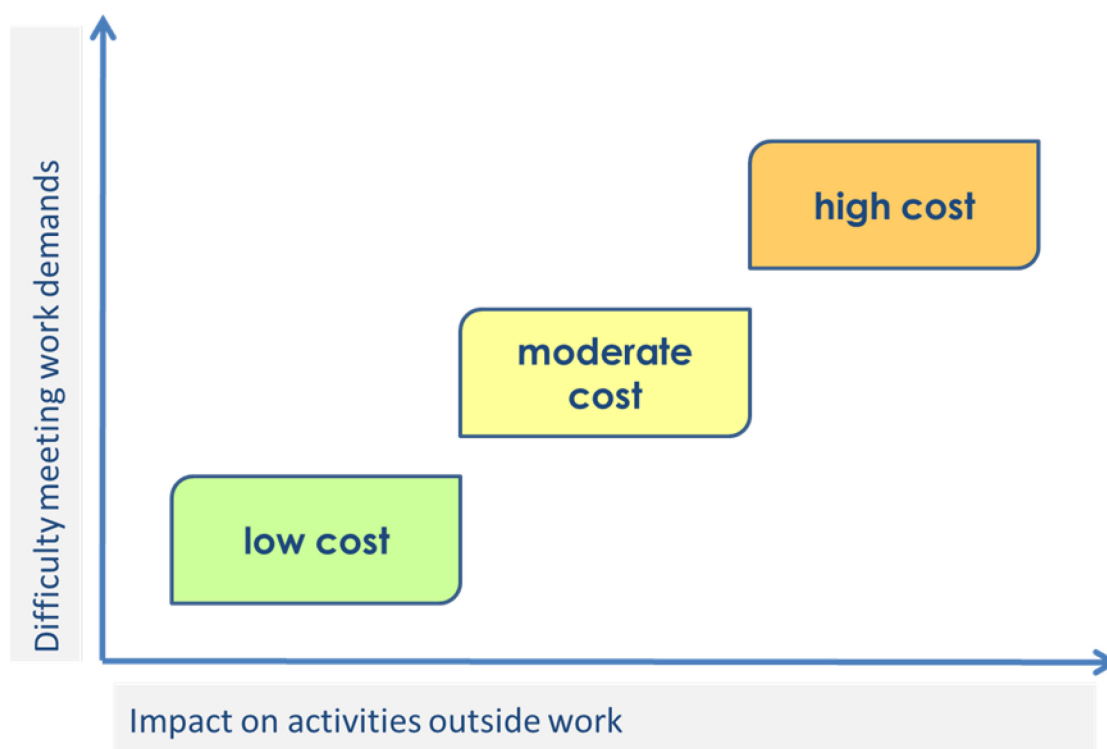 Difficulty meeting work demands
high cost
moderate
cost
low cost
Impact on activities outside work